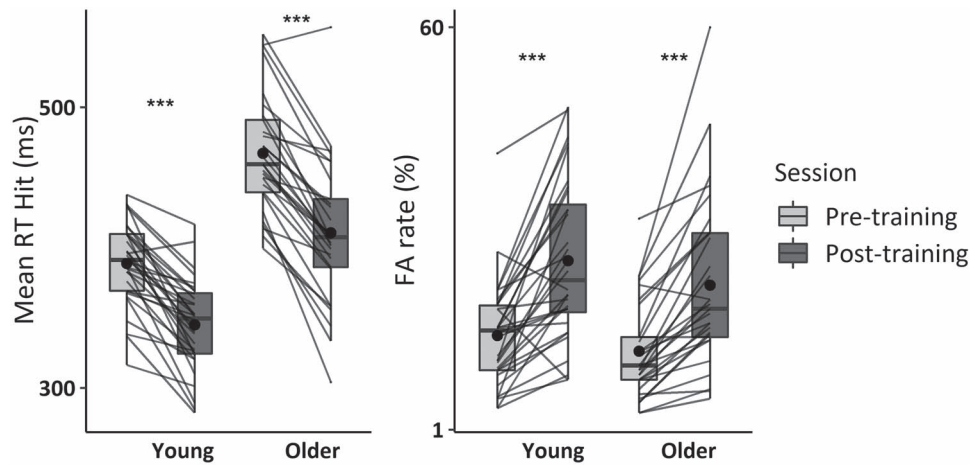 Mean RT Hit (ms)
500
300
***
***
Young
Older
FA rate (%)
60
1
***
***
Young
Older
Session
Pre-training
Post-training